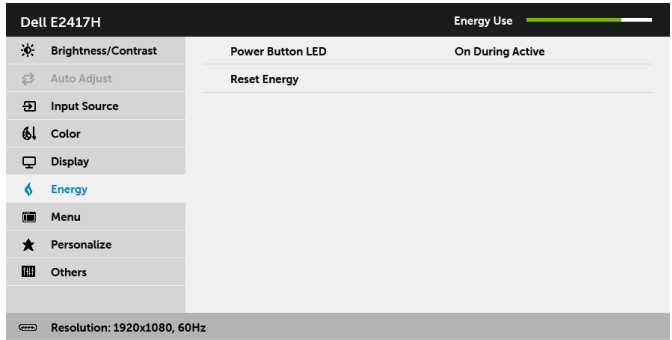 Dell E2417H Energy Use
Brightness/Contrast Power Button LED On During Active
Auto Adjust Reset Energy
Input Source
Color
Display
Energy
Menu
Personalize
Others
Resolution: 1920x1080, 60Hz